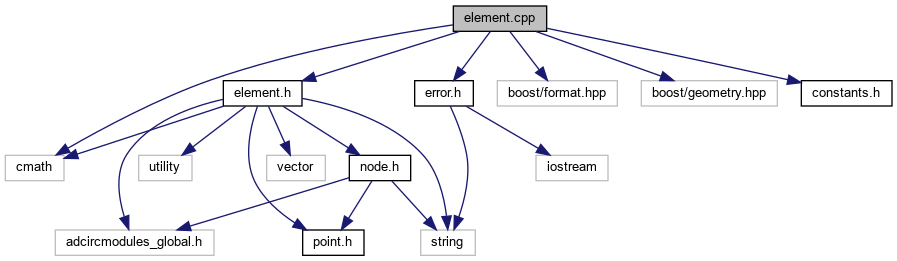 element.cpp
element.h
error.h
boost/format.hpp
boost/geometry.hpp
constants.h
cmath
utility
vector
node.h
iostream
adcircmodules_global.h
point.h
string